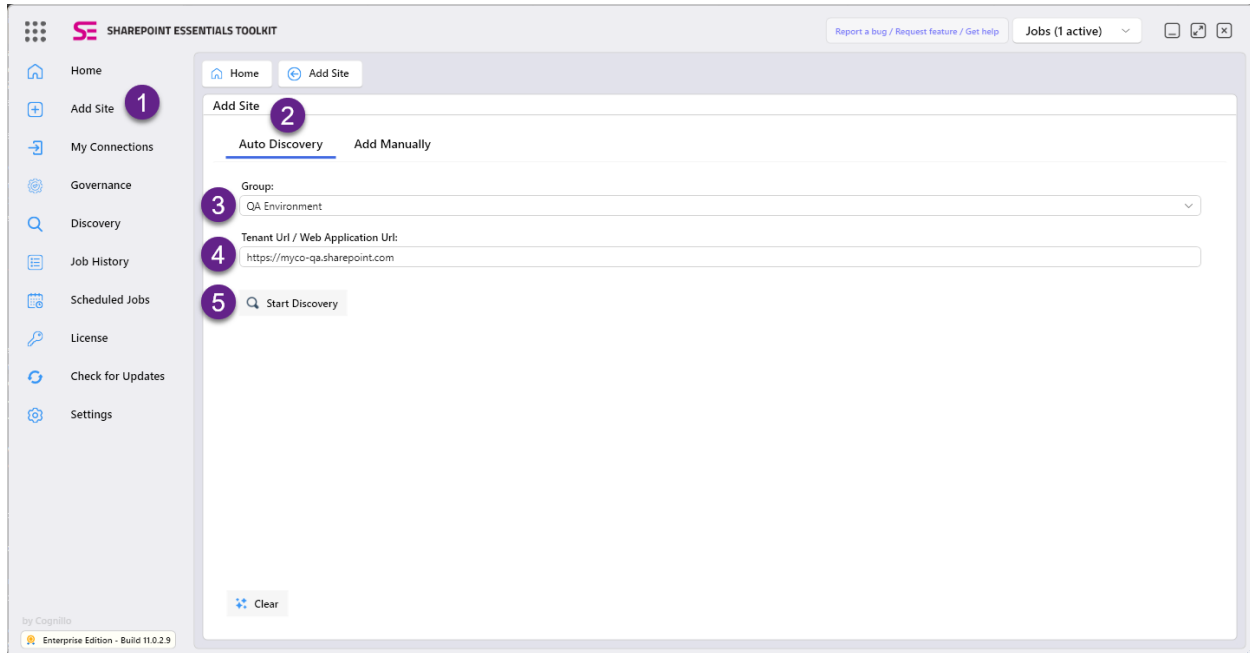 SE SHAREPOINT ESSENTIALS TOOLKIT
Report a bug / Request feature / Get help
Jobs (1 active)
Home
Add Site
1
My Connections
Governance
Discovery
Job History
Scheduled Jobs
License
Check for Updates
Settings
by Cognillo
Enterprise Edition - Build 11.0.2.9
Home
Add Site
Add Site
2
Auto Discovery
Add Manually
Group:
3
QA Environment
Tenant Url / Web Application Url:
4
https://myco-qa.sharepoint.com
5
Start Discovery
Clear